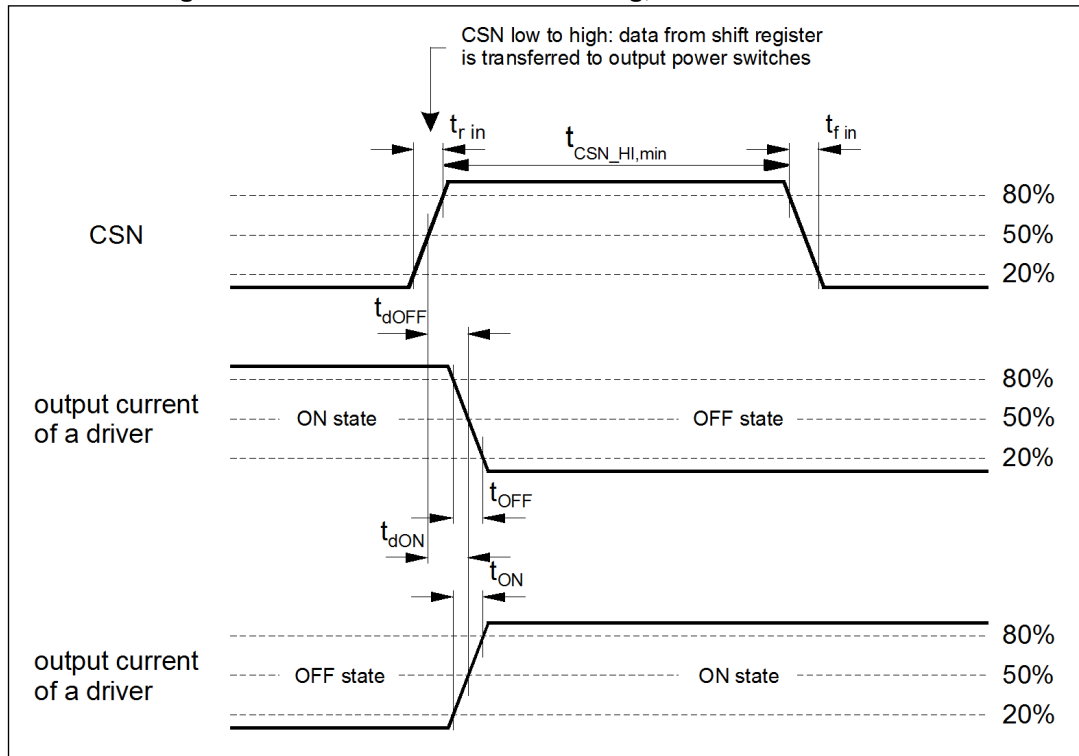 CSN low to high: data from shift register
is transferred to output power switches
tr in
tCSN_HI,min
tf in
80%
CSN
50%
20%
tdOFF
80%
output current
of a driver
ON state
OFF state
50%
20%
tOFF
tdON
tON
80%
output current
of a driver
OFF state
ON state
50%
20%